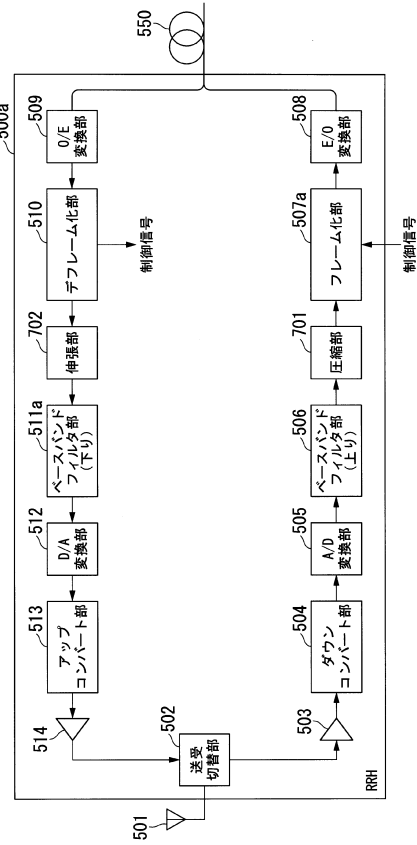 500a
RRH
501
502
送受
切替部
514
513
アップ
コンバート部
512
D/A
変換部
511a
ベースバンド
フィルタ部
(下り)
702
伸張部
510
デフレーム化部
制御信号
509
O/E
変換部
550
503
504
ダウン
コンバート部
505
A/D
変換部
506
ベースバンド
フィルタ部
(上り)
701
圧縮部
507a
フレーム化部
制御信号
508
E/O
変換部